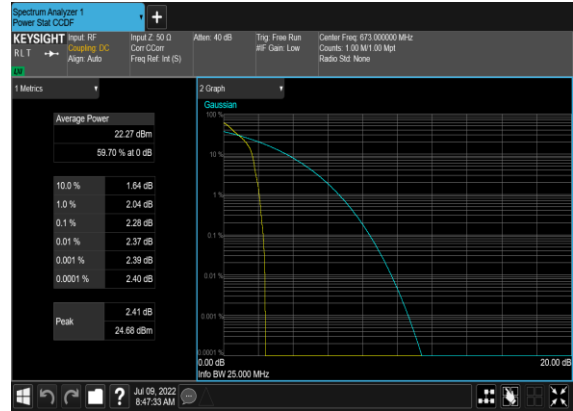 Spectrum Analyzer 1
Power Stat CCDF
KEYSIGHT
RLT
LM
Input: RF
Coupling: DC
Align: Auto
Input Z: 50 Ω
Corr CCorr
Freq Ref: Int (S)
Atten: 40 dB
Trig: Free Run
#IF Gain: Low
Center Freq: 673.000000 MHz
Counts: 1.00 M/1.00 Mpt
Radio Std: None
1 Metrics
Average Power
22.27 dBm
59.70 % at 0 dB
10.0 % 1.64 dB
1.0 % 2.04 dB
0.1 % 2.28 dB
0.01 % 2.37 dB
0.001 % 2.39 dB
0.0001 % 2.40 dB
Peak 2.41 dB
24.68 dBm
2 Graph
Gaussian
100 %
10 %
1 %
0.1 %
0.01 %
0.001 %
0.0001 %
0.00 dB 20.00 dB
Info BW 25.000 MHz
?
Jul 09, 2022
8:47:33 AM